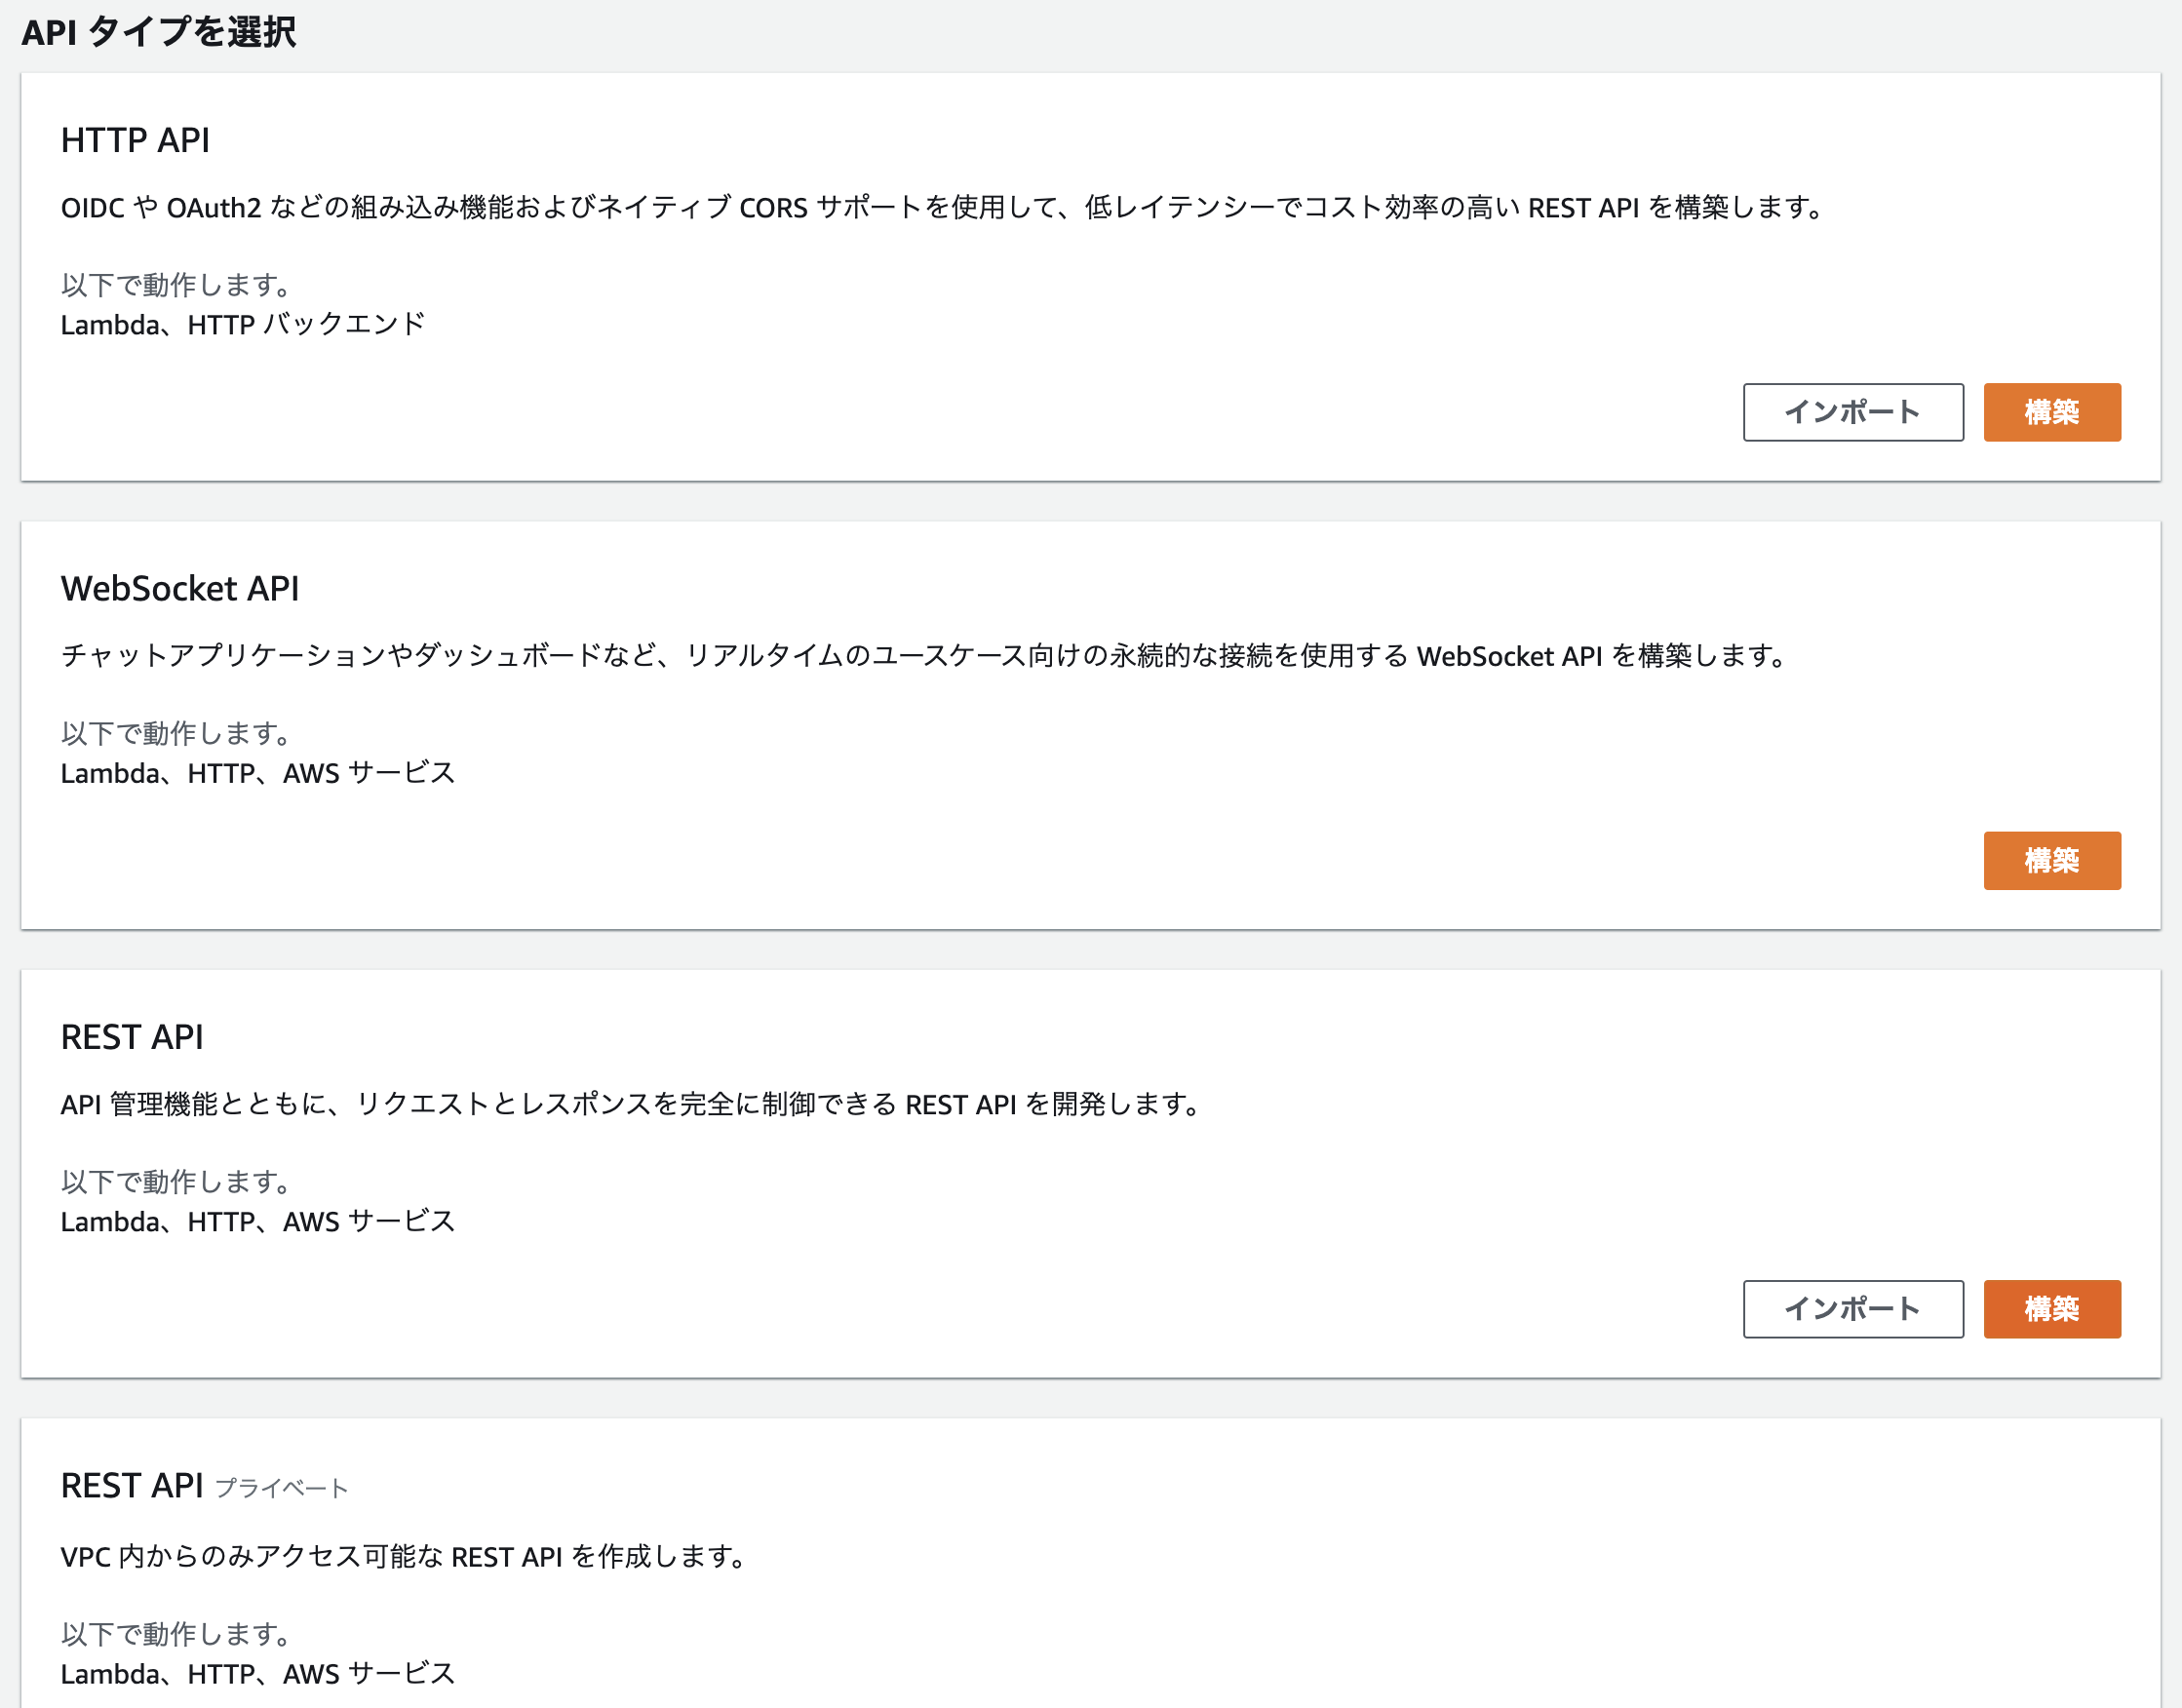 API タイプを選択
HTTP API
OIDC や OAuth2 などの組み込み機能およびネイティブ CORS サポートを使用して、低レイテンシーでコスト効率の高い REST API を構築します。
以下で動作します。
Lambda、HTTP バックエンド
インポート 構築
WebSocket API
チャットアプリケーションやダッシュボードなど、リアルタイムのユースケース向けの永続的な接続を使用する WebSocket API を構築します。
以下で動作します。
Lambda、HTTP、AWS サービス
構築
REST API
API 管理機能とともに、リクエストとレスポンスを完全に制御できる REST API を開発します。
以下で動作します。
Lambda、HTTP、AWS サービス
インポート 構築
REST API プライベート
VPC 内からのみアクセス可能な REST API を作成します。
以下で動作します。
Lambda、HTTP、AWS サービス